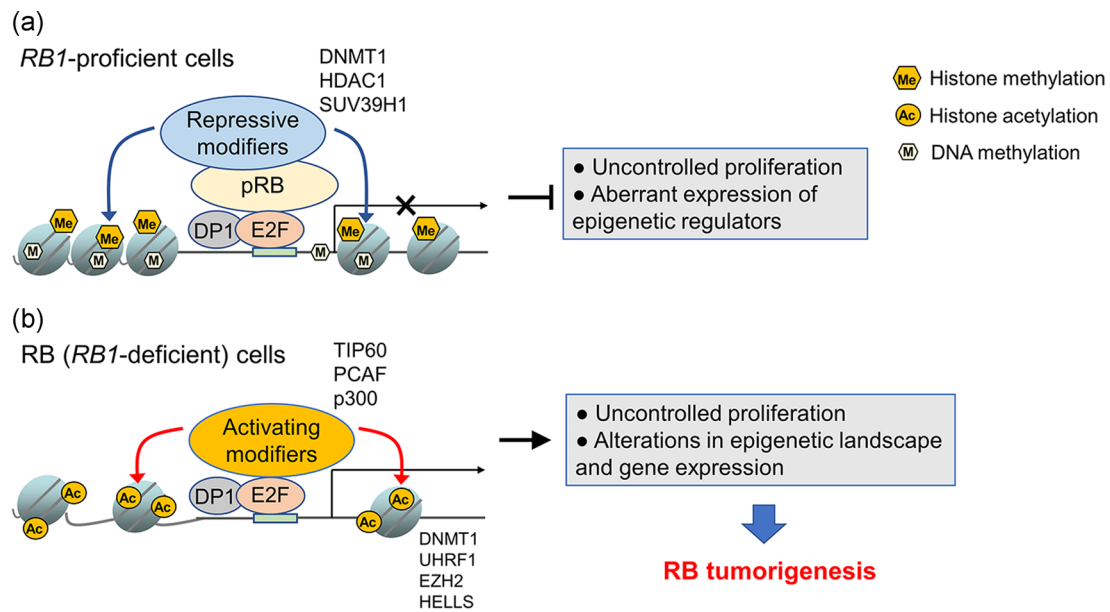 (a)
RB1-proficient cells
DNMT1
HDAC1
SUV39H1
Repressive
modifiers
pRB
DP1
E2F
Me
Me
Me
Me
Me
M
M
M
M
M
Me Histone methylation
Ac Histone acetylation
M DNA methylation
● Uncontrolled proliferation
● Aberrant expression of
epigenetic regulators
(b)
RB (RB1-deficient) cells
TIP60
PCAF
p300
Activating
modifiers
DP1
E2F
Ac
Ac
Ac
Ac
Ac
Ac
DNMT1
UHRF1
EZH2
HELLS
● Uncontrolled proliferation
● Alterations in epigenetic landscape
and gene expression
RB tumorigenesis